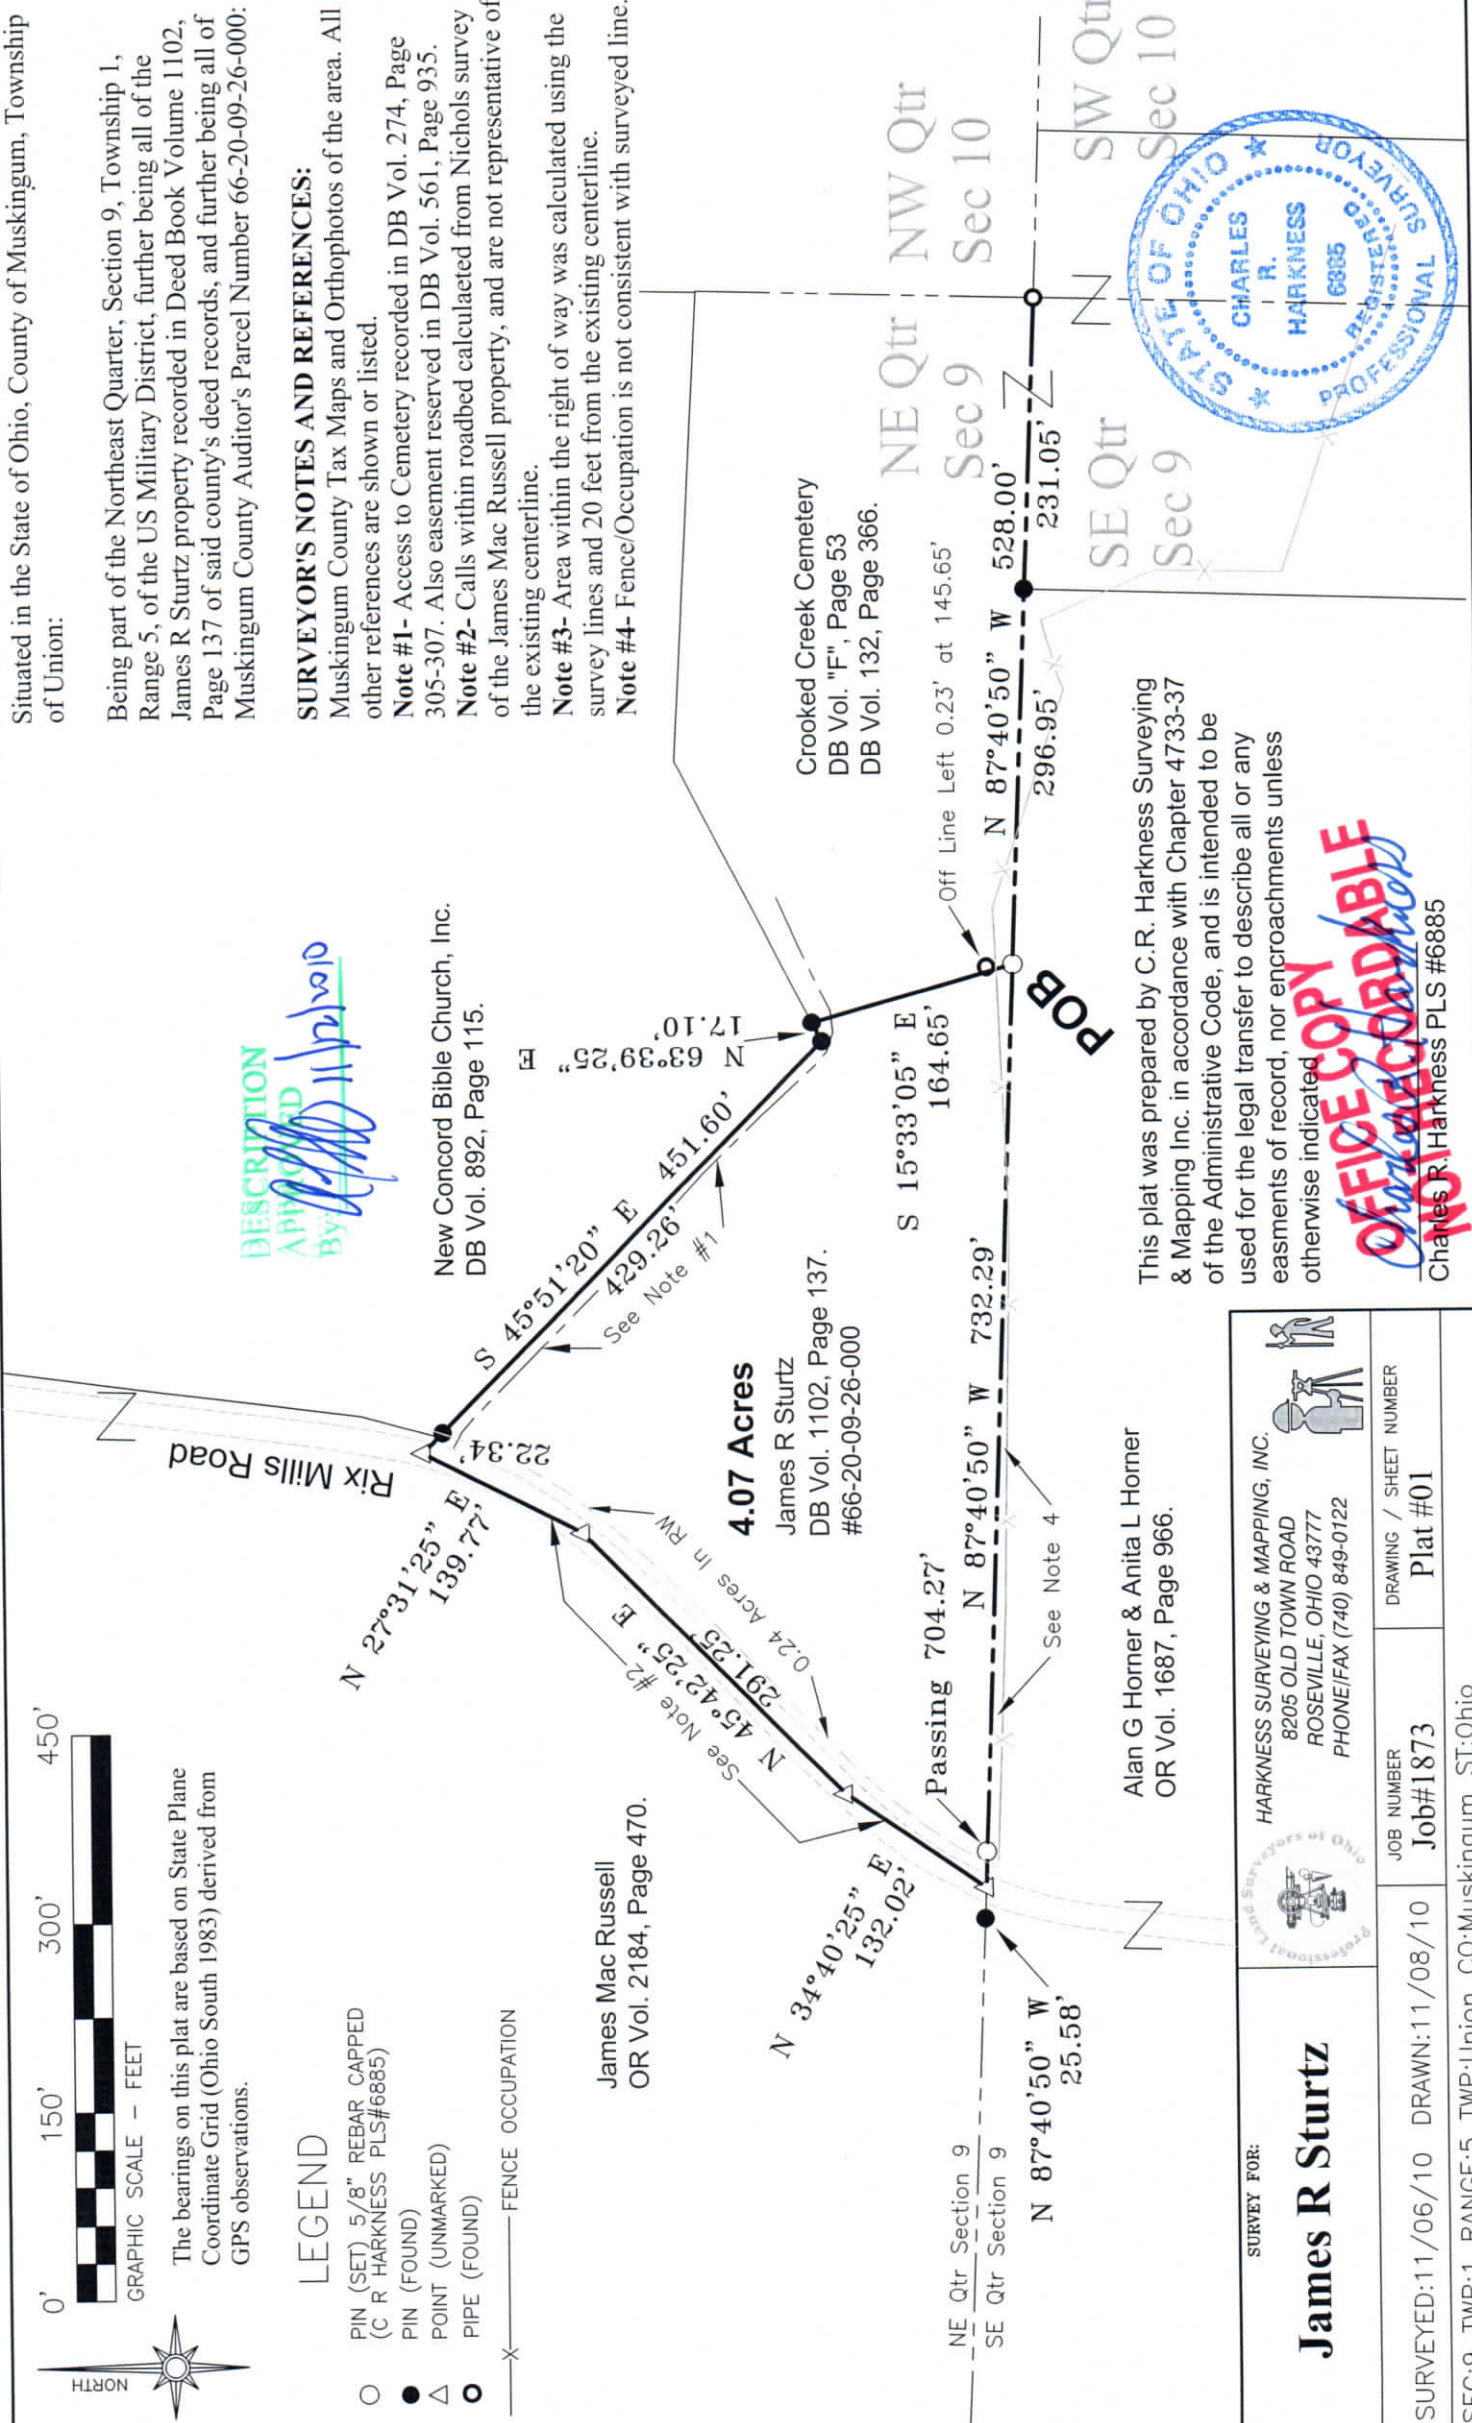 Situated in the State of Ohio, County of Muskingum, Township
of Union:
Being part of the Northeast Quarter, Section 9, Township 1,
Range 5, of the US Military District, further being all of the
James R Sturtz property recorded in Deed Book Volume 1102,
Page 137 of said county's deed records, and further being all of
Muskingum County Auditor's Parcel Number 66-20-09-26-000:
SURVEYOR'S NOTES AND REFERENCES:
Muskingum County Tax Maps and Orthophotos of the area. All
other references are shown or listed.
Note #1- Access to Cemetery recorded in DB Vol. 274, Page
305-307. Also easement reserved in DB Vol. 561, Page 935.
Note #2- Calls within roadbed calculaeted from Nichols survey
of the James Mac Russell property, and are not representative of
the existing centerline.
Note #3- Area within the right of way was calculated using the
survey lines and 20 feet from the existing centerline.
Note #4- Fence/Occupation is not consistent with surveyed line.
0' 150' 300' 450'
GRAPHIC SCALE - FEET
NORTH
The bearings on this plat are based on State Plane
Coordinate Grid (Ohio South 1983) derived from
GPS observations.
LEGEND
PIN (SET) 5/8" REBAR CAPPED
(C R HARKNESS PLS#6885)
PIN (FOUND)
POINT (UNMARKED)
PIPE (FOUND)
X FENCE OCCUPATION
DESCRIPTION
APPROVED
By: 11/12/2010
Rix Mills Road
New Concord Bible Church, Inc.
DB Vol. 892, Page 115.
N 27°31'25" E
139.77'
22.34'
S 45°51'20" E 451.60'
429.26'
See Note #1
N 63°39'25" E
17.10'
Crooked Creek Cemetery
DB Vol. "F", Page 53
DB Vol. 132, Page 366.
NE Qtr
Sec 9
NW Qtr
Sec 10
SW Qtr
Sec 10
SE Qtr
Sec 9
James Mac Russell
OR Vol. 2184, Page 470.
N 45°42'25" E
291.25'
See Note #2
0.24 Acres In RW
4.07 Acres
James R Sturtz
DB Vol. 1102, Page 137.
#66-20-09-26-000
S 15°33'05" E
164.65'
Off Line Left 0.23' at 145.65'
N 87°40'50" W 528.00'
296.95'
231.05'
POB
N 34°40'25" E
132.02'
Passing 704.27'
N 87°40'50" W 732.29'
See Note 4
NE Qtr Section 9
SE Qtr Section 9
N 87°40'50" W
25.58'
Alan G Horner & Anita L Horner
OR Vol. 1687, Page 966.
This plat was prepared by C.R. Harkness Surveying
& Mapping Inc. in accordance with Chapter 4733-37
of the Administrative Code, and is intended to be
used for the legal transfer to describe all or any
easments of record, nor encroachments unless
otherwise indicated
OFFICE COPY
NOT RECORDABLE
Charles R. Harkness PLS #6885
STATE OF OHIO
CHARLES
R.
HARKNESS
6885
REGISTERED
PROFESSIONAL SURVEYOR
SURVEY FOR:
James R Sturtz
Professional Land Surveyors of Ohio
HARKNESS SURVEYING & MAPPING, INC.
8205 OLD TOWN ROAD
ROSEVILLE, OHIO 43777
PHONE/FAX (740) 849-0122
SURVEYED:11/06/10 DRAWN:11/08/10
JOB NUMBER
Job#1873
DRAWING / SHEET NUMBER
Plat #01
SEC:9 TWP:1 RANGE:5 TWP:Union CO:Muskingum ST:Ohio